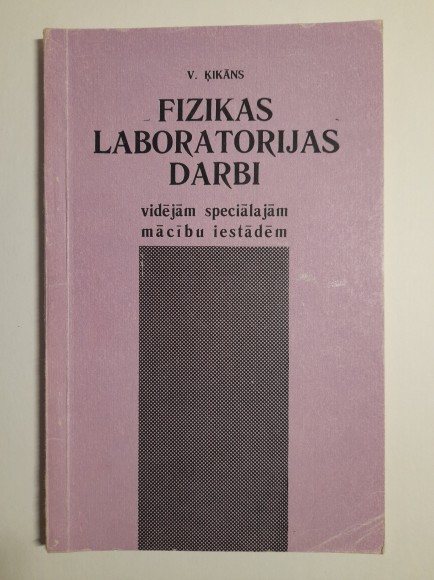 V. ĶIKĀNS
FIZIKAS
LABORATORIJAS
DARBI
vidējām speciālajām
mācību iestādēm